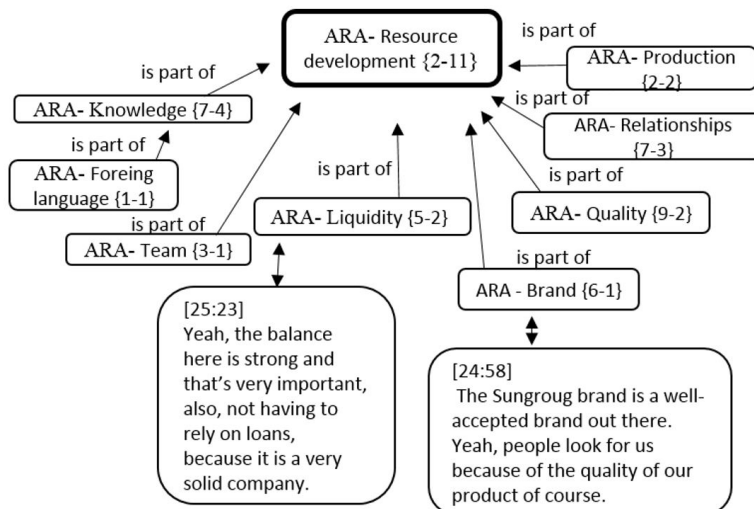 ARA- Resource
development {2-11}
is part of
ARA- Production
{2-2}
is part of
ARA- Knowledge {7-4}
is part of
ARA- Relationships
{7-3}
is part of
ARA- Foreing
language {1-1}
is part of
is part of
ARA- Liquidity {5-2}
is part of
ARA- Quality {9-2}
ARA- Team {3-1}
is part of
ARA - Brand {6-1}
[25:23]
Yeah, the balance
here is strong and
that's very important,
also, not having to
rely on loans,
because it is a very
solid company.
[24:58]
The Sungroug brand is a well-
accepted brand out there.
Yeah, people look for us
because of the quality of our
product of course.